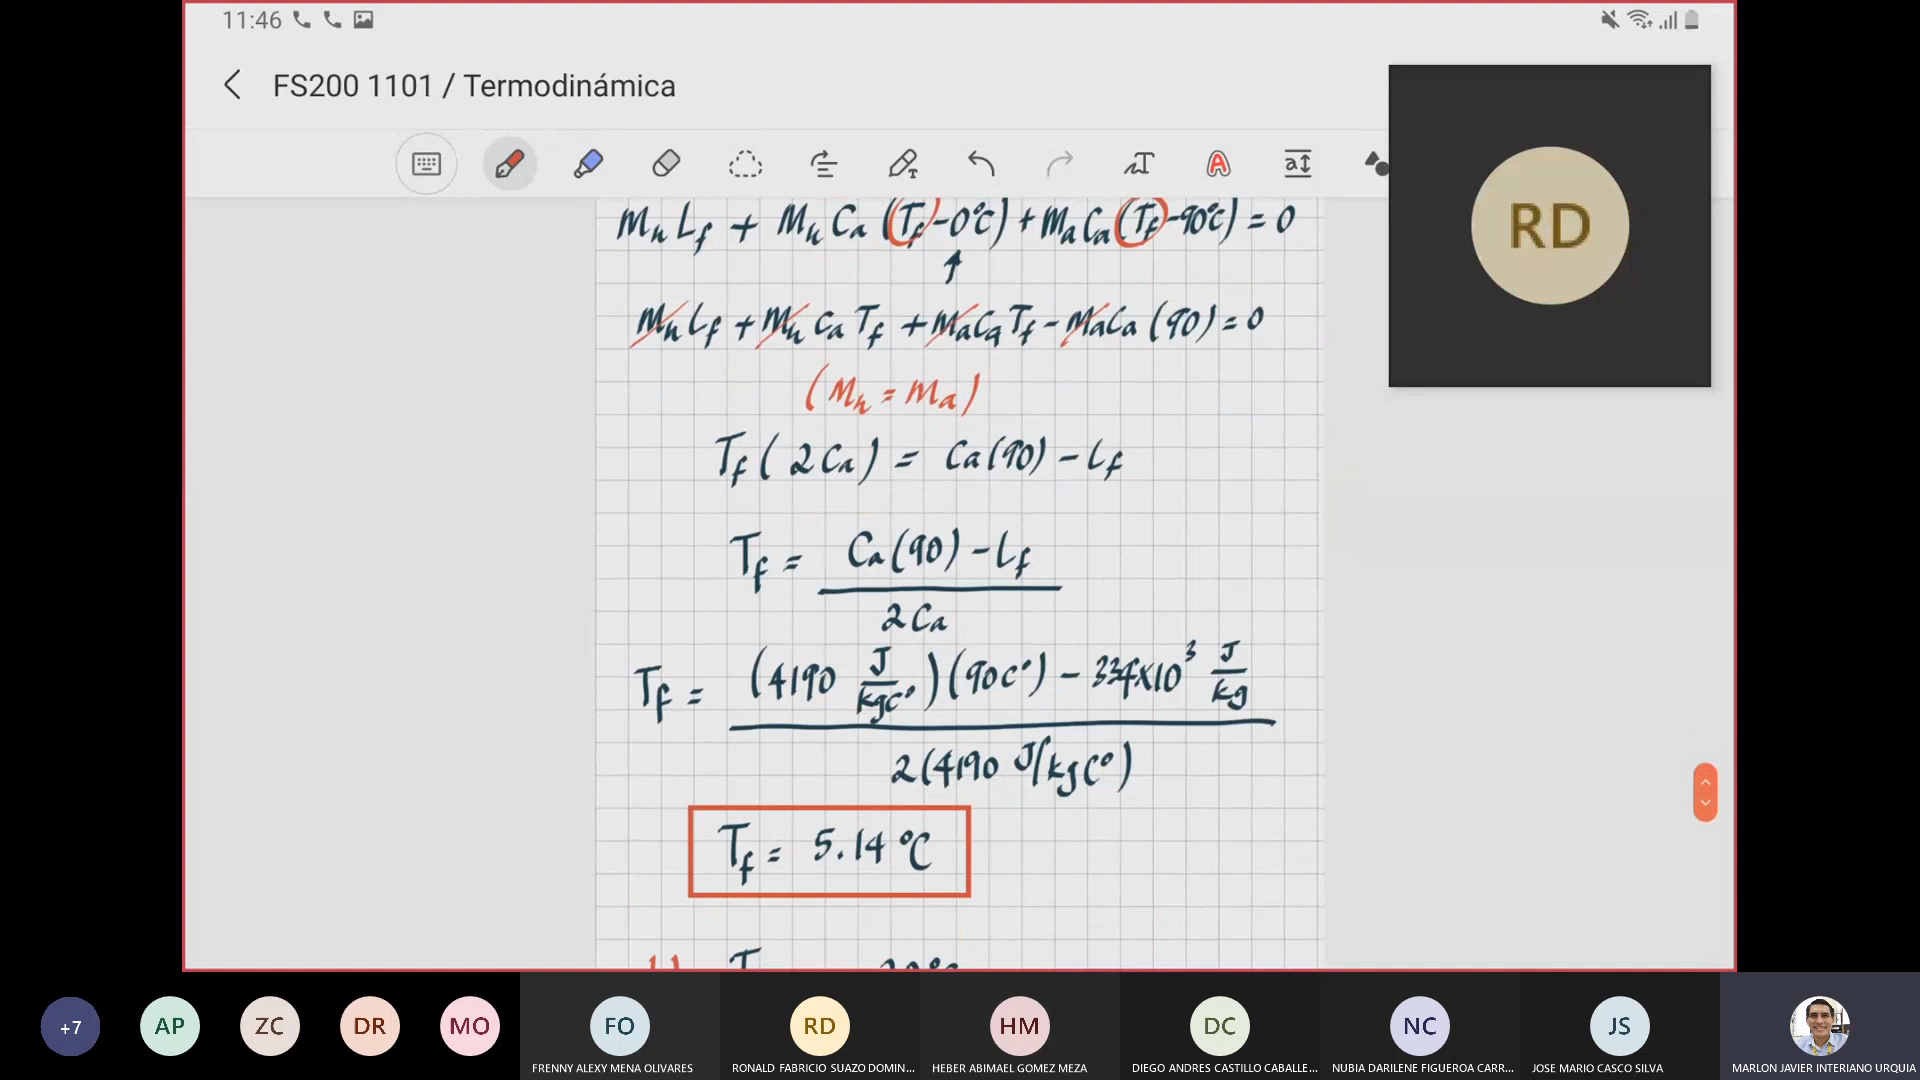 11:46
FS200 1101 / Termodinámica
RD
Mh Lf + Mh Ca (Tf - 0°C) + Ma Ca (Tf - 90°C) = 0
Mh Lf + Mh Ca Tf + Ma Ca Tf - Ma Ca (90) = 0
(Mh = Ma)
Tf (2Ca) = Ca(90) - Lf
Tf = Ca(90) - Lf
2Ca
Tf = (4190 J/kgC°)(90C°) - 334x10³ J/kg
2(4190 J/kgC°)
Tf = 5.14 °C
+7
AP
ZC
DR
MO
FO
RD
HM
DC
NC
JS
FRENNY ALEXY MENA OLIVARES
RONALD FABRICIO SUAZO DOMIN...
HEBER ABIMAEL GOMEZ MEZA
DIEGO ANDRES CASTILLO CABALLE...
NUBIA DARILENE FIGUEROA CARR...
JOSE MARIO CASCO SILVA
MARLON JAVIER INTERIANO URQUIA